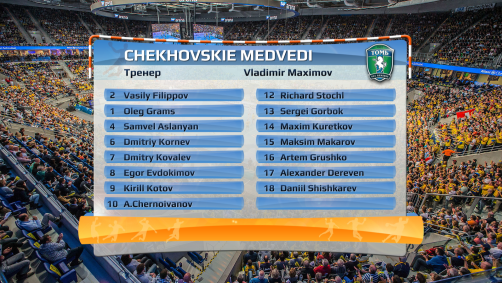 CHEKHOVSKIE MEDVEDI
ТОМЬ
Тренер Vladimir Maximov
2 Vasily Filippov
1 Oleg Grams
4 Samvel Aslanyan
6 Dmitriy Kornev
7 Dmitry Kovalev
8 Egor Evdokimov
9 Kirill Kotov
10 A.Chernoivanov
12 Richard Stochl
13 Sergei Gorbok
14 Maxim Kuretkov
15 Maksim Makarov
16 Artem Grushko
17 Alexander Dereven
18 Daniil Shishkarev